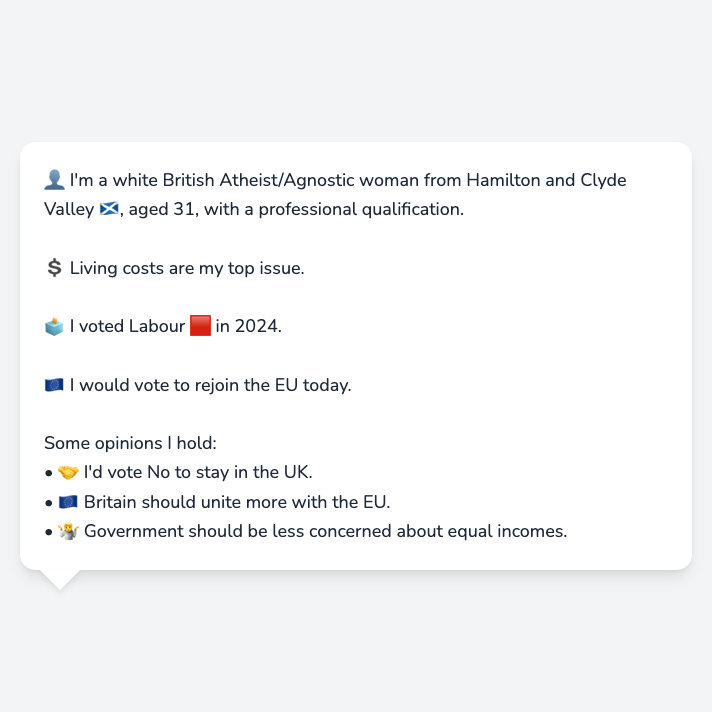 👤 I'm a white British Atheist/Agnostic woman from Hamilton and Clyde
Valley 🏴󠁧󠁢󠁳󠁣󠁴󠁿, aged 31, with a professional qualification.
💲 Living costs are my top issue.
🗳️ I voted Labour 🟥 in 2024.
🇪🇺 I would vote to rejoin the EU today.
Some opinions I hold:
• 🤝 I'd vote No to stay in the UK.
• 🇪🇺 Britain should unite more with the EU.
• 🤷 Government should be less concerned about equal incomes.